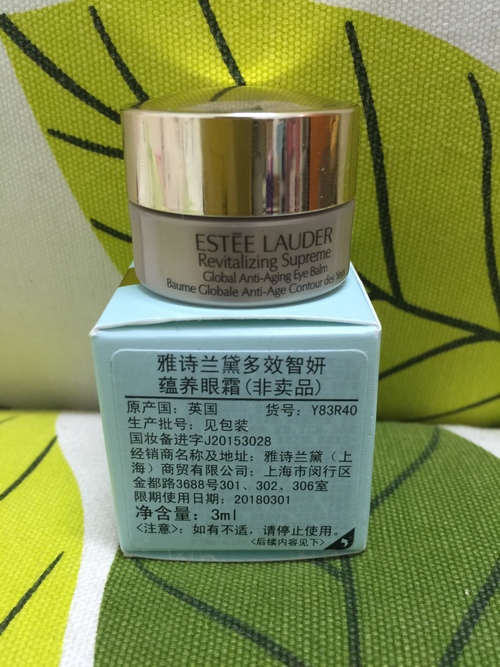 ESTĒE LAUDER
Revitalizing Supreme
Global Anti-Aging Eye Balm
Baume Globale Anti-Age Contour des Yeux
雅诗兰黛多效智妍
蕴养眼霜(非卖品)
原产国：英国 货号：Y83R40
生产批号：见包装
国妆备进字J20153028
经销商名称及地址：雅诗兰黛（上
海）商贸有限公司；上海市闵行区
金都路3688号301、302、306室
限期使用日期：20180301
净含量：3ml
<注意>：如有不适，请停止使用。
<后续内容见下>